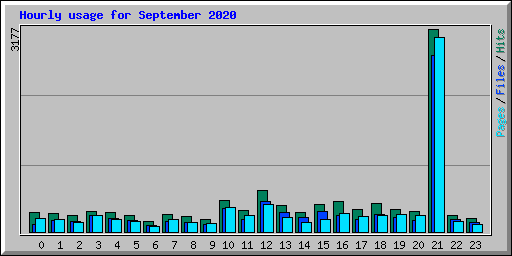 Hourly usage for September 2020
3177
Pages/Files/Hits
0 1 2 3 4 5 6 7 8 9 10 11 12 13 14 15 16 17 18 19 20 21 22 23